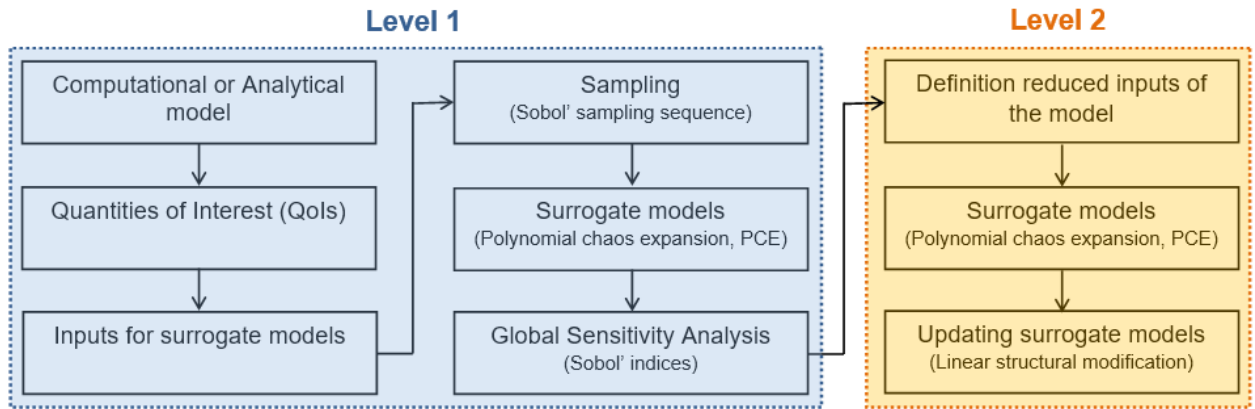 Level 1
Computational or Analytical
model
Quantities of Interest (QoIs)
Inputs for surrogate models
Sampling
(Sobol' sampling sequence)
Surrogate models
(Polynomial chaos expansion, PCE)
Global Sensitivity Analysis
(Sobol' indices)
Level 2
Definition reduced inputs of
the model
Surrogate models
(Polynomial chaos expansion, PCE)
Updating surrogate models
(Linear structural modification)